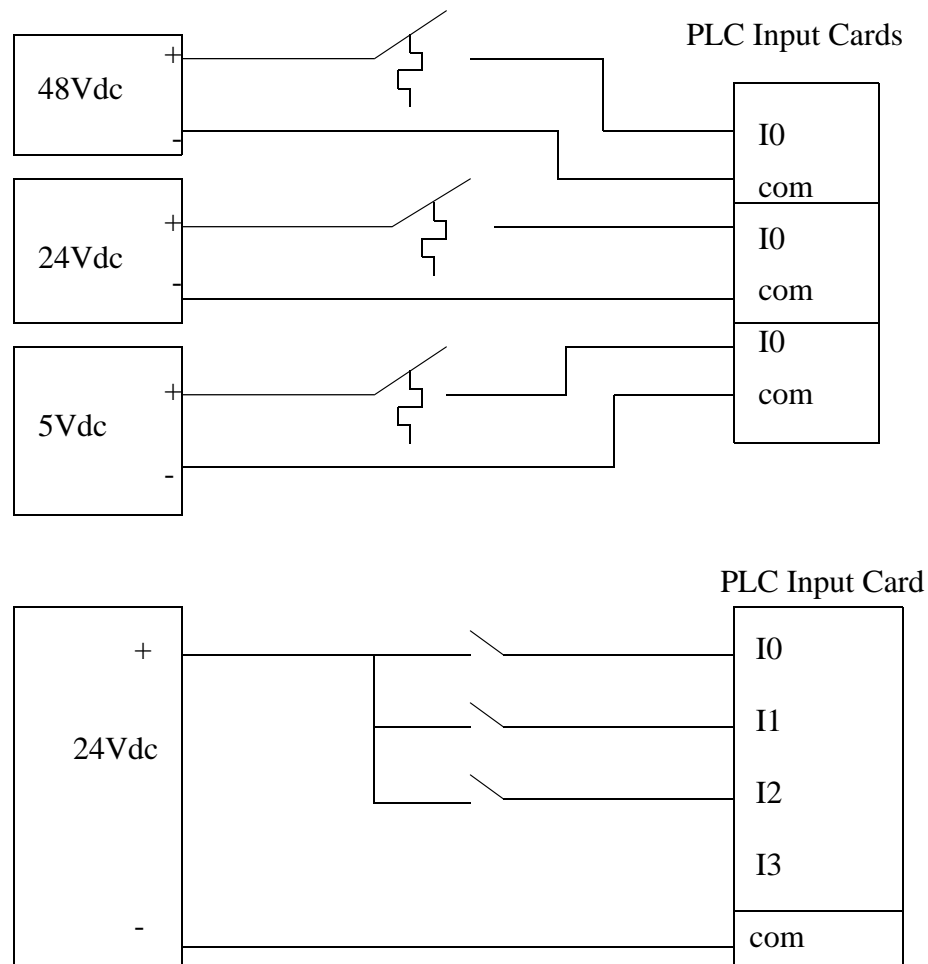 PLC Input Cards
+
48Vdc
-
I0
com
+
24Vdc
-
I0
com
+
5Vdc
-
I0
com
PLC Input Card
+
24Vdc
-
I0
I1
I2
I3
com